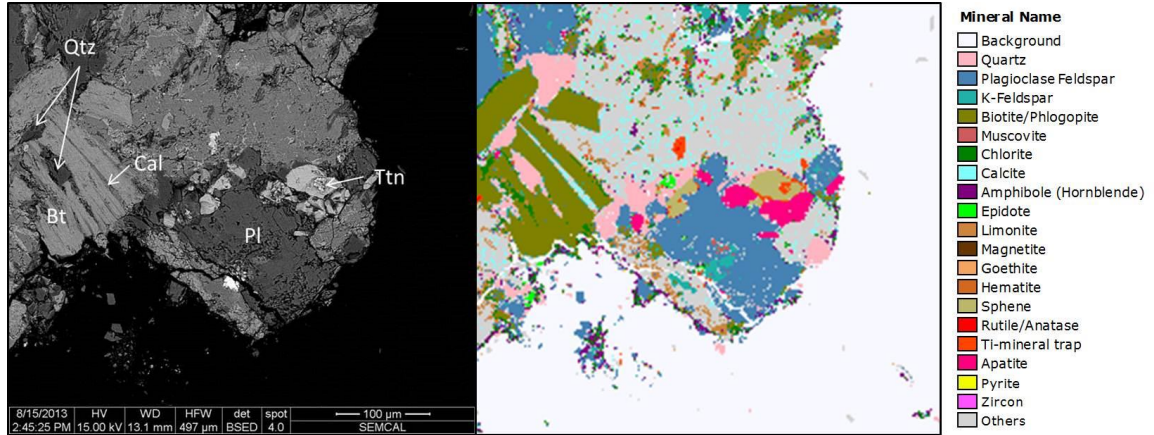 Qtz
Cal
Ttn
Bt
Pl
8/15/2013 HV WD HFW det spot 100 µm
2:45:25 PM 15.00 kV 13.1 mm 497 µm BSED 4.0 SEMCAL
Mineral Name
Background
Quartz
Plagioclase Feldspar
K-Feldspar
Biotite/Phlogopite
Muscovite
Chlorite
Calcite
Amphibole (Hornblende)
Epidote
Limonite
Magnetite
Goethite
Hematite
Sphene
Rutile/Anatase
Ti-mineral trap
Apatite
Pyrite
Zircon
Others